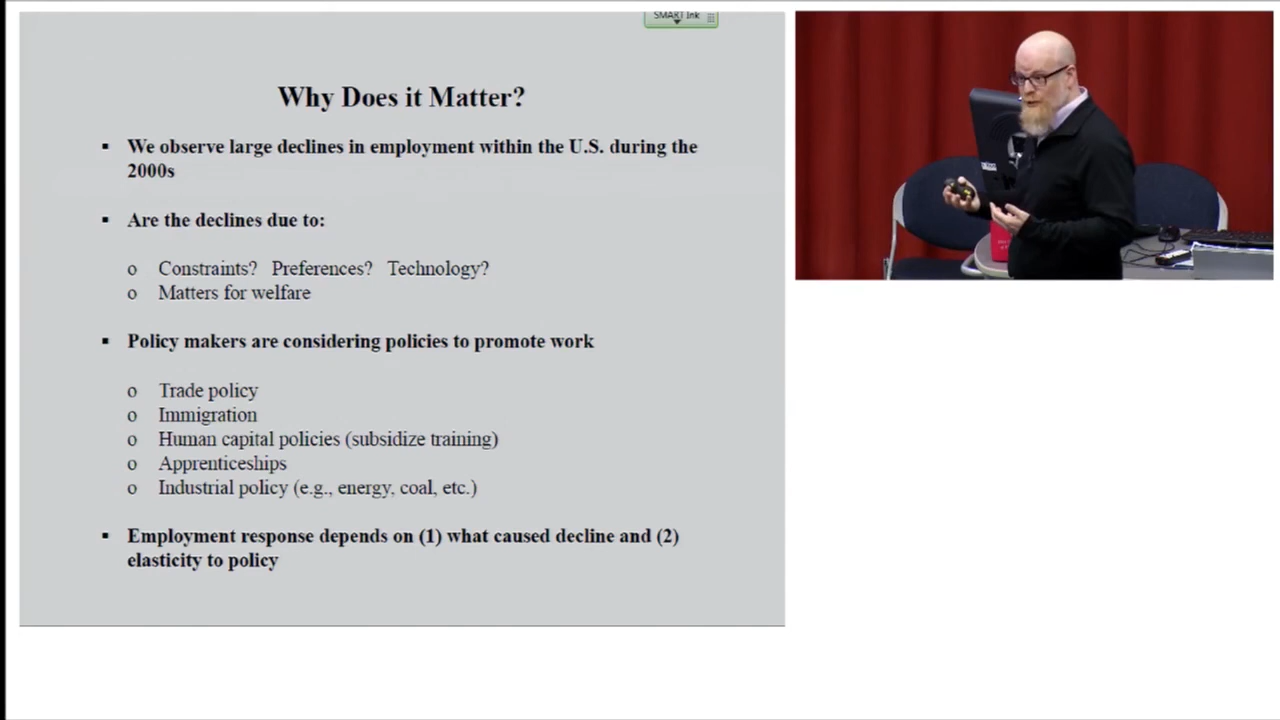 SMART Ink
Why Does it Matter?
▪ We observe large declines in employment within the U.S. during the
2000s
▪ Are the declines due to:
o Constraints? Preferences? Technology?
o Matters for welfare
▪ Policy makers are considering policies to promote work
o Trade policy
o Immigration
o Human capital policies (subsidize training)
o Apprenticeships
o Industrial policy (e.g., energy, coal, etc.)
▪ Employment response depends on (1) what caused decline and (2)
elasticity to policy